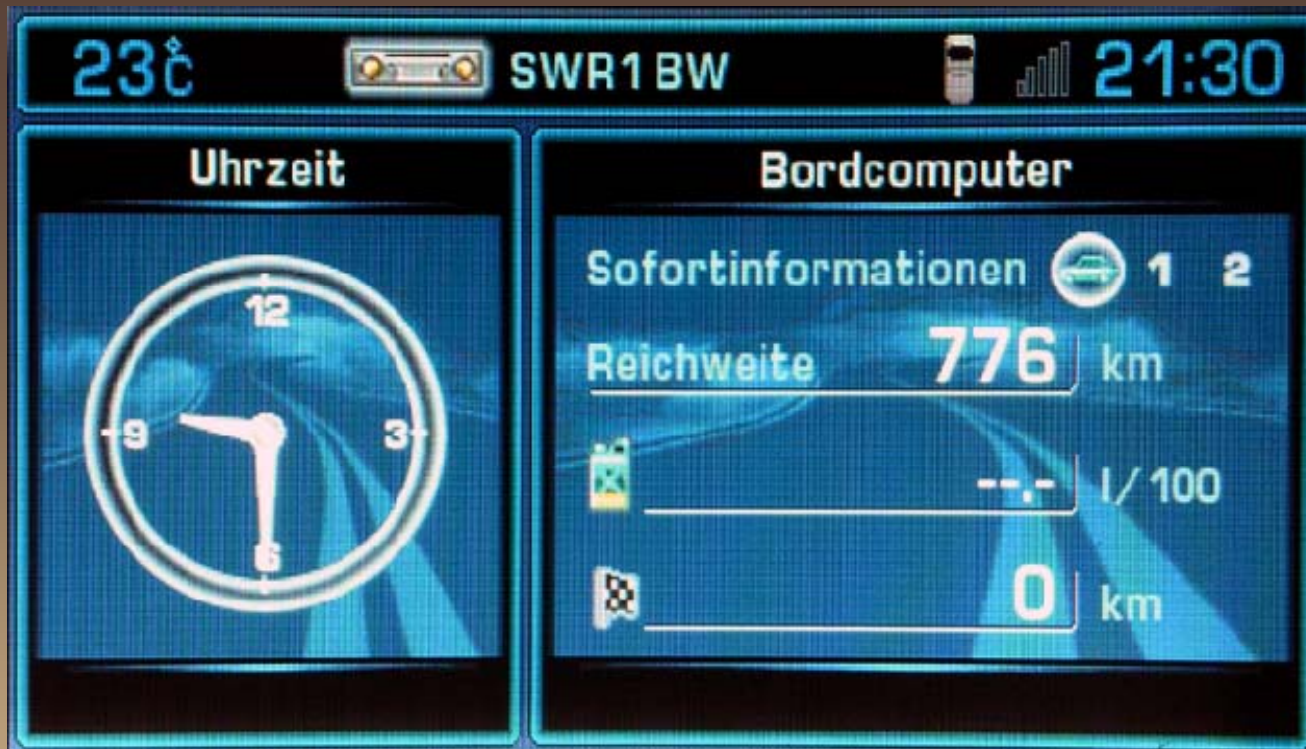 23°C SWR1 BW 21:30
Uhrzeit
12
9 3
6
Bordcomputer
Sofortinformationen 1 2
Reichweite 776 km
--.- l/100
0 km